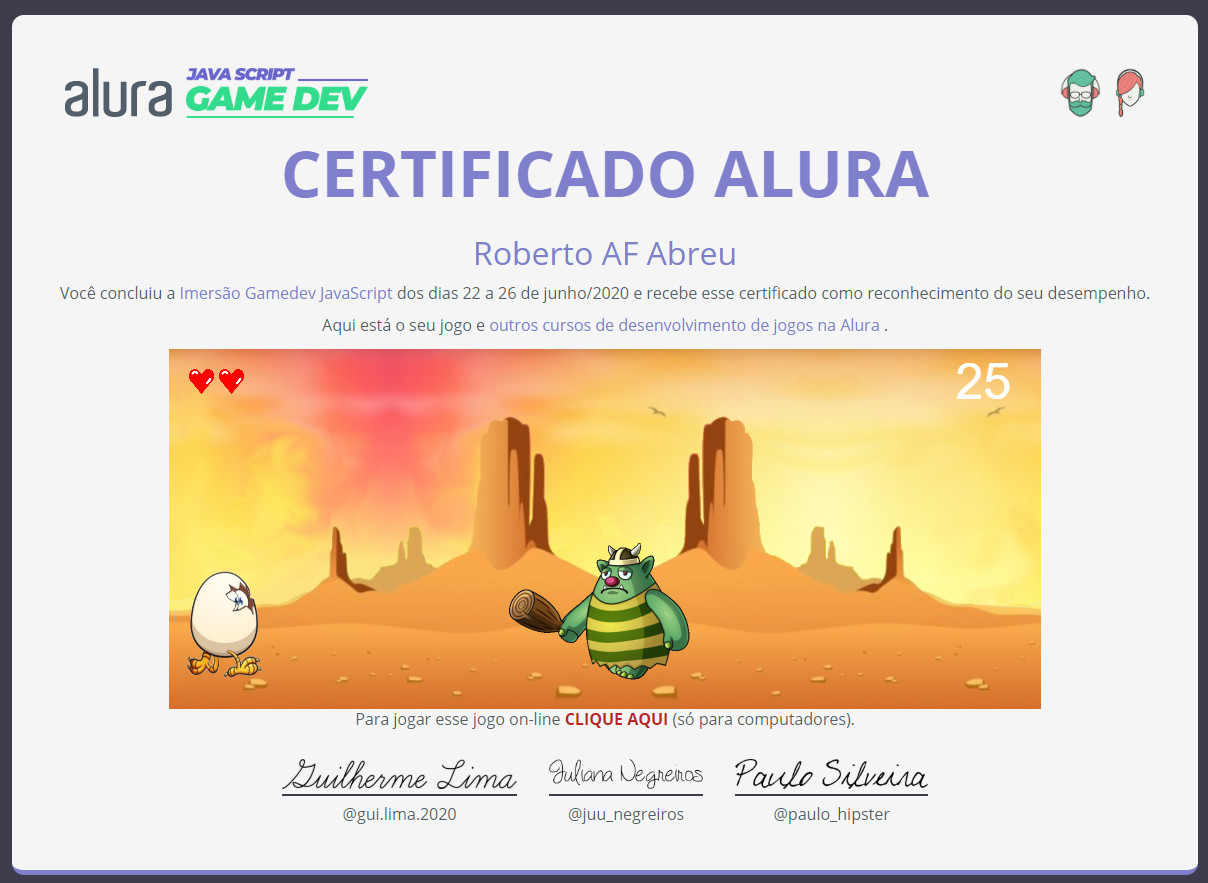 alura JAVA SCRIPT
GAME DEV
CERTIFICADO ALURA
Roberto AF Abreu
Você concluiu a Imersão Gamedev JavaScript dos dias 22 a 26 de junho/2020 e recebe esse certificado como reconhecimento do seu desempenho.
Aqui está o seu jogo e outros cursos de desenvolvimento de jogos na Alura .
25
Para jogar esse jogo on-line CLIQUE AQUI (só para computadores).
Guilherme Lima Juliana Negreiros Paulo Silveira
@gui.lima.2020 @juu_negreiros @paulo_hipster